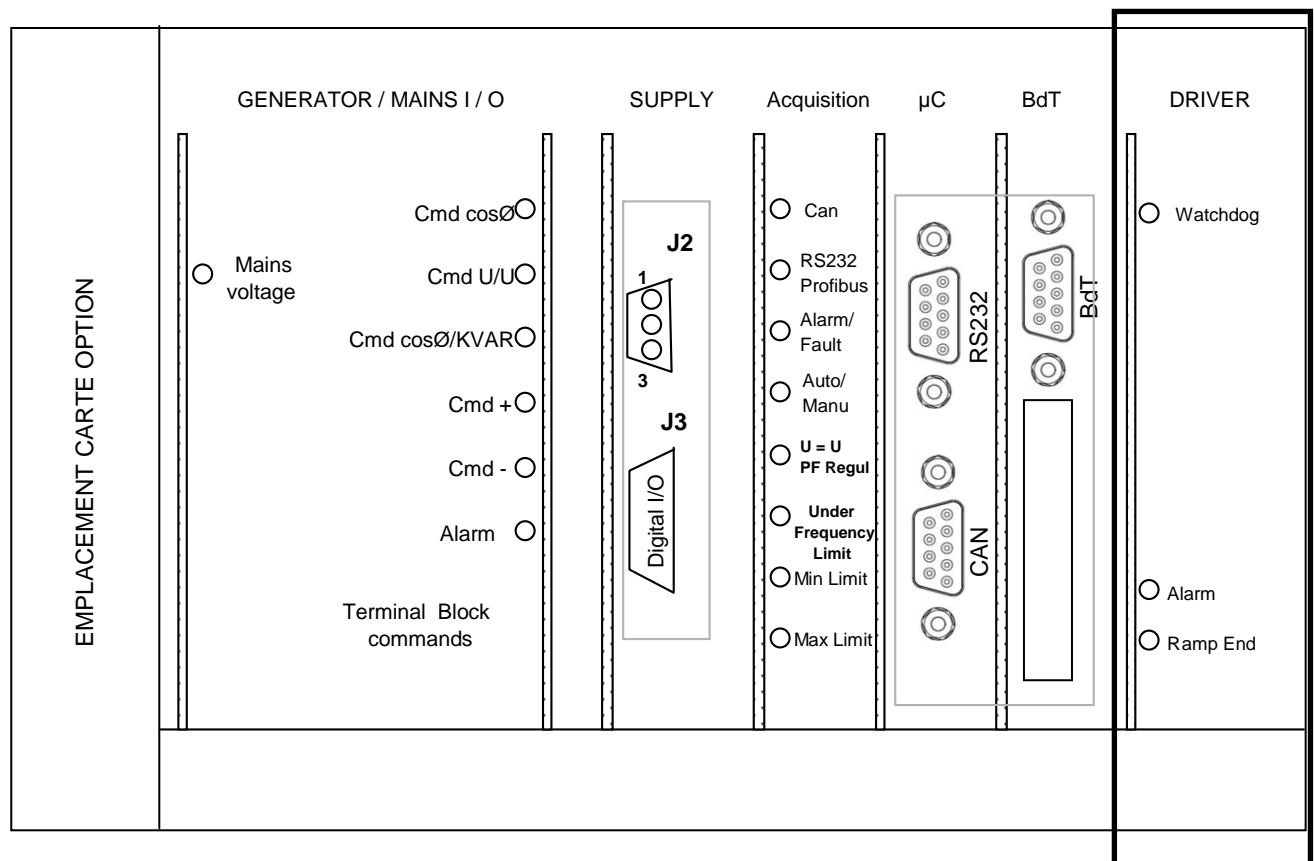 EMPLACEMENT CARTE OPTION
GENERATOR / MAINS I / O
Mains
voltage
Cmd cosØ
Cmd U/U
Cmd cosØ/KVAR
Cmd +
Cmd -
Alarm
Terminal Block
commands
SUPPLY
J2
1
3
J3
Digital I/O
Acquisition
Can
RS232
Profibus
Alarm/
Fault
Auto/
Manu
U = U
PF Regul
Under
Frequency
Limit
Min Limit
Max Limit
µC
RS232
CAN
BdT
BdT
DRIVER
Watchdog
Alarm
Ramp End